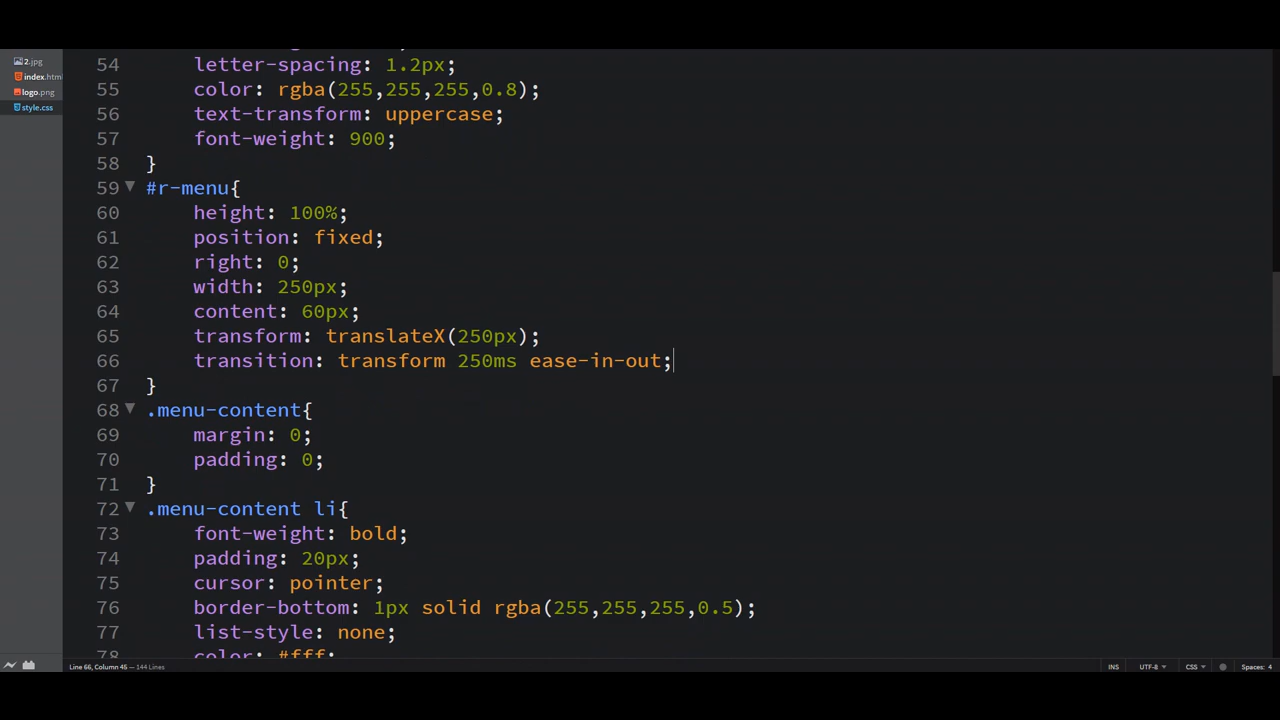 2.jpg
index.html
logo.png
style.css
54 letter-spacing: 1.2px;
55 color: rgba(255,255,255,0.8);
56 text-transform: uppercase;
57 font-weight: 900;
58 }
59 #r-menu{
60 height: 100%;
61 position: fixed;
62 right: 0;
63 width: 250px;
64 content: 60px;
65 transform: translateX(250px);
66 transition: transform 250ms ease-in-out;
67 }
68 .menu-content{
69 margin: 0;
70 padding: 0;
71 }
72 .menu-content li{
73 font-weight: bold;
74 padding: 20px;
75 cursor: pointer;
76 border-bottom: 1px solid rgba(255,255,255,0.5);
77 list-style: none;
78 color: #fff;
Line 66, Column 45 — 144 Lines
INS UTF-8 CSS Spaces: 4